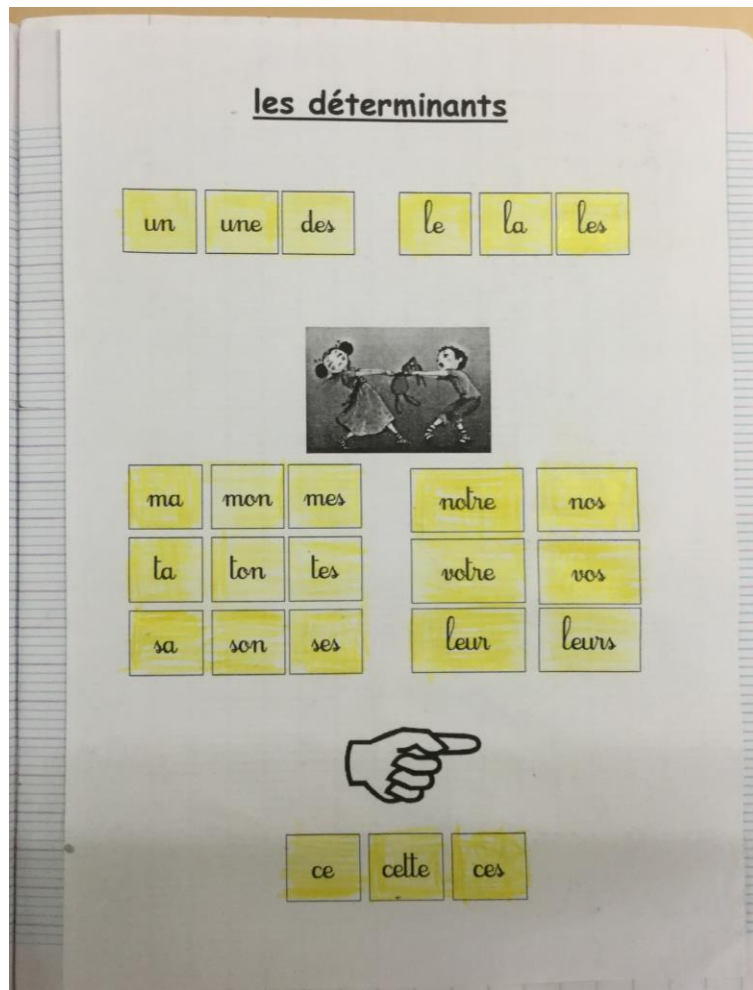 les déterminants
un une des le la les
ma mon mes notre nos
ta ton tes votre vos
sa son ses leur leurs
ce cette ces